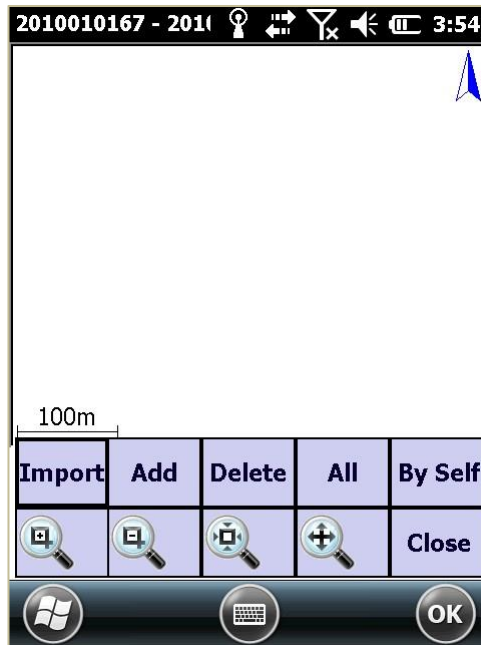 2010010167 - 201( 3:54
100m
Import Add Delete All By Self
Close
OK